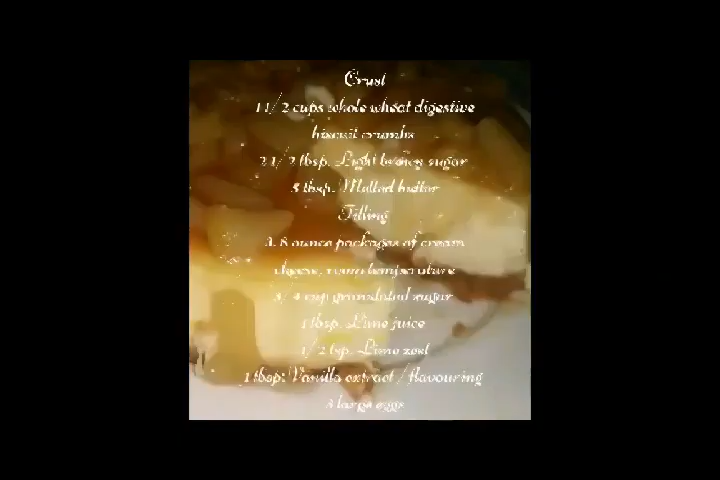 Crust
1 1/2 cups whole wheat digestive
biscuit crumbs
2 1/2 tbsp. Light brown sugar
5 tbsp. Melted butter
Filling
3, 8 ounce packages of cream
cheese, room temperature
3/4 cup granulated sugar
1 tbsp. Lime juice
1/2 tsp. Lime zest
1 tbsp. Vanilla extract / flavouring
3 large eggs